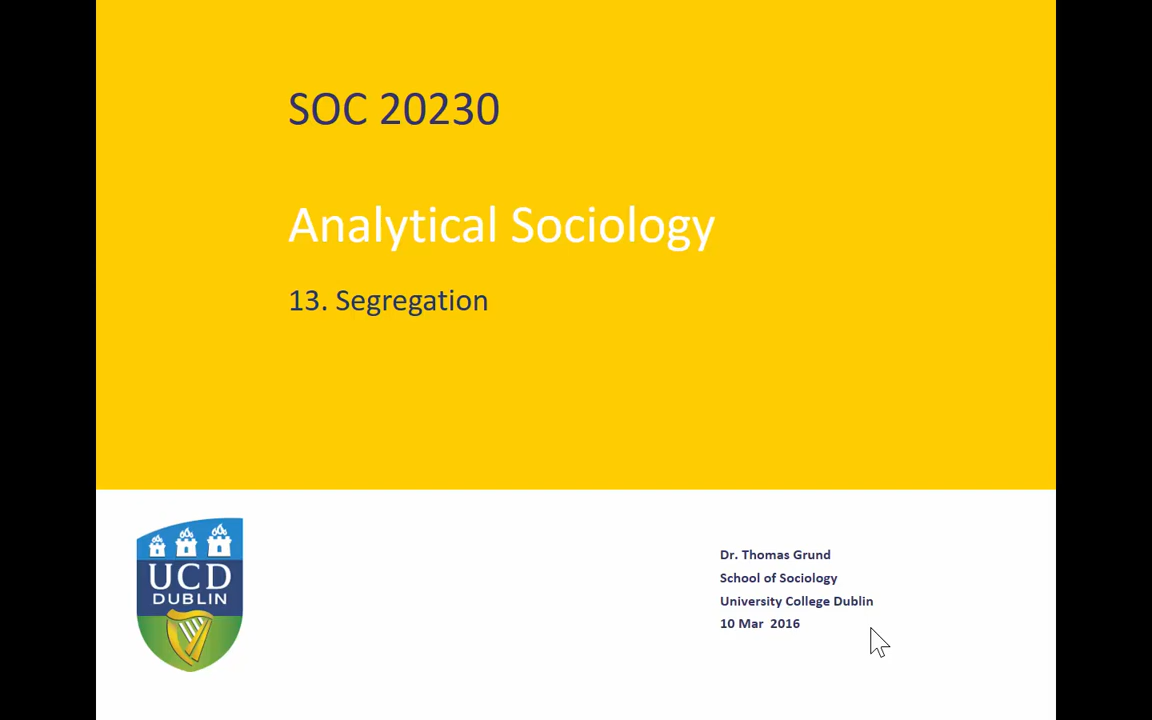 SOC 20230
Analytical Sociology
13. Segregation
UCD
DUBLIN
Dr. Thomas Grund
School of Sociology
University College Dublin
10 Mar 2016